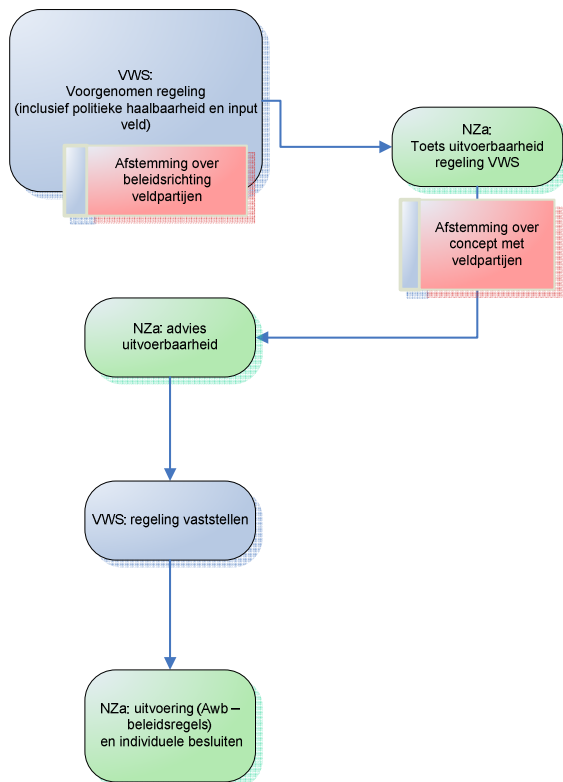 VWS:
Voorgenomen regeling
(inclusief politieke haalbaarheid en input
veld)
Afstemming over
beleidsrichting
veldpartijen
NZa:
Toets uitvoerbaarheid
regeling VWS
Afstemming over
concept met
veldpartijen
NZa: advies
uitvoerbaarheid
VWS: regeling vaststellen
NZa: uitvoering (Awb –
beleidsregels)
en individuele besluiten